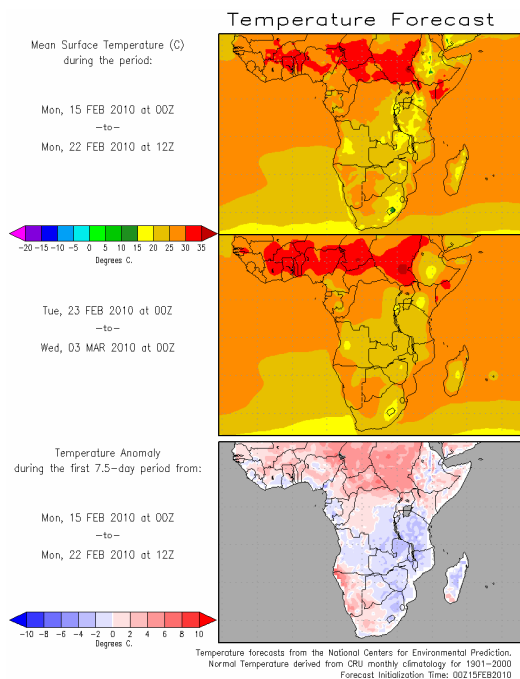 Temperature Forecast
Mean Surface Temperature (C)
during the period:
Mon, 15 FEB 2010 at 00Z
-to-
Mon, 22 FEB 2010 at 12Z
-20 -15 -10 -5 0 5 10 15 20 25 30 35
Degrees C.
Tue, 23 FEB 2010 at 00Z
-to-
Wed, 03 MAR 2010 at 00Z
Temperature Anomaly
during the first 7.5-day period from:
Mon, 15 FEB 2010 at 00Z
-to-
Mon, 22 FEB 2010 at 12Z
-10 -8 -6 -4 -2 0 2 4 6 8 10
Degrees C.
Temperature forecasts from the National Centers for Environmental Prediction.
Normal Temperature derived from CRU monthly climatology for 1901-2000
Forecast Initialization Time: 00Z15FEB2010